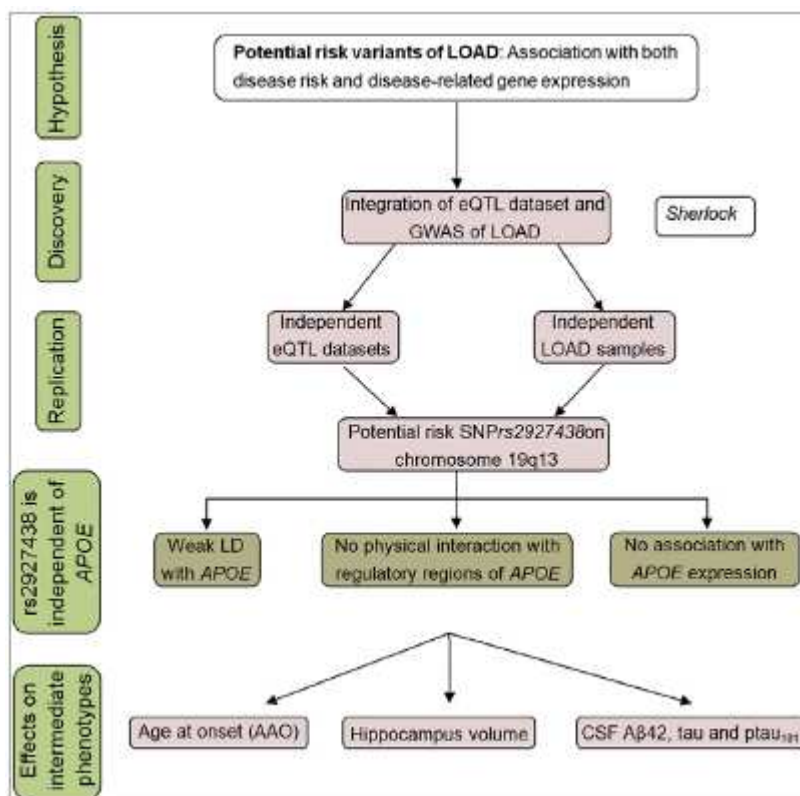 Hypothesis
Potential risk variants of LOAD: Association with both
disease risk and disease-related gene expression
Discovery
Integration of eQTL dataset and
GWAS of LOAD
Sherlock
Replication
Independent
eQTL datasets
Independent
LOAD samples
Potential risk SNPrs2927438on
chromosome 19q13
rs2927438 is
independent of
APOE
Weak LD
with APOE
No physical interaction with
regulatory regions of APOE
No association with
APOE expression
Effects on
intermediate
phenotypes
Age at onset (AAO)
Hippocampus volume
CSF Aβ42, tau and ptau₁₈₁